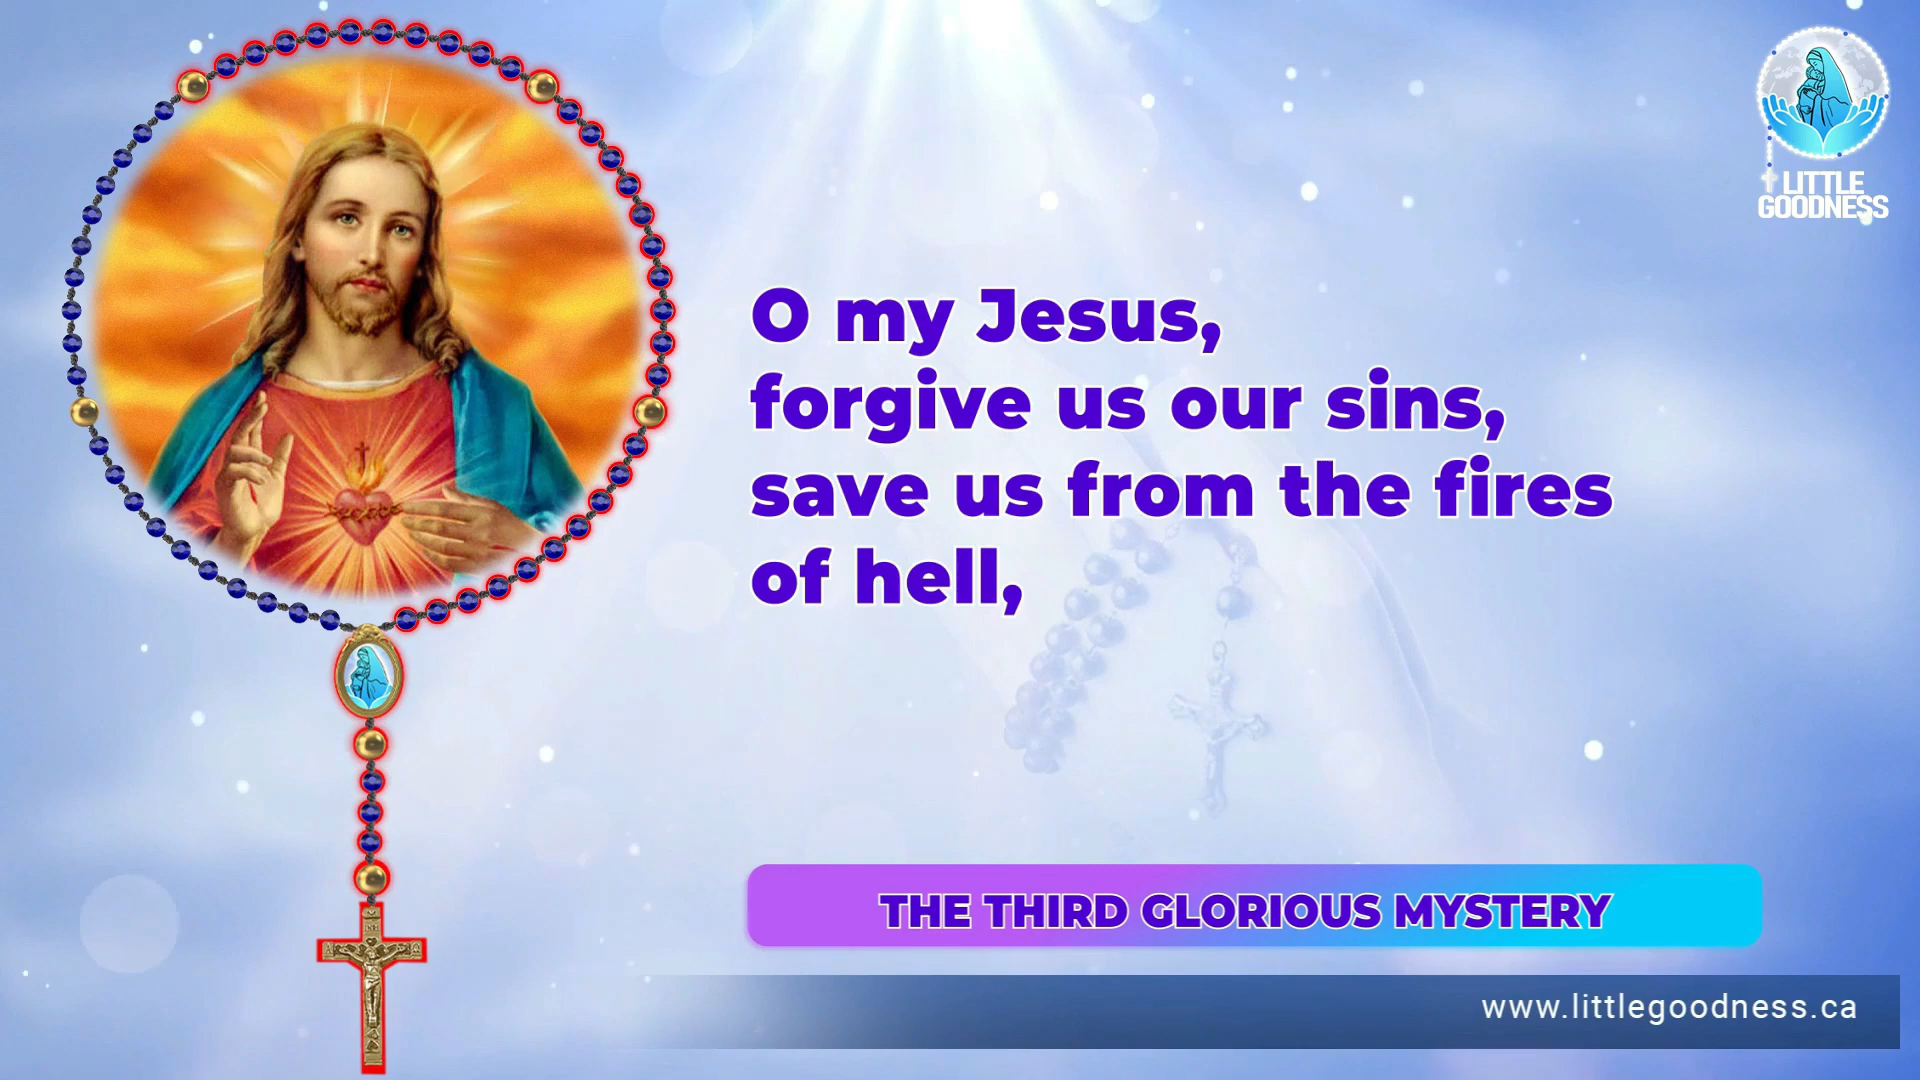 LITTLE
GOODNESS
O my Jesus,
forgive us our sins,
save us from the fires
of hell,
THE THIRD GLORIOUS MYSTERY
www.littlegoodness.ca
INRI